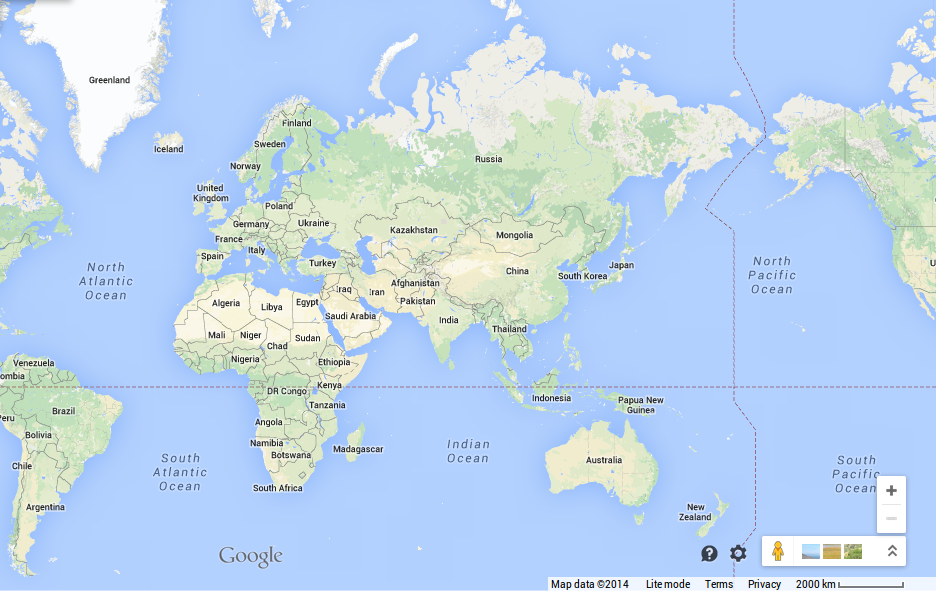 Greenland
Iceland
Finland
Sweden
Norway
Russia
United
Kingdom
Poland
Germany
Ukraine
France
Italy
Spain
Turkey
Kazakhstan
Mongolia
China
South Korea
Japan
North
Atlantic
Ocean
North
Pacific
Ocean
Iraq
Iran
Afghanistan
Pakistan
Algeria
Libya
Egypt
Saudi Arabia
India
Thailand
Mali
Niger
Chad
Sudan
Nigeria
Ethiopia
Venezuela
ombia
DR Congo
Kenya
Tanzania
Indonesia
Papua New
Guinea
Brazil
Peru
Bolivia
Angola
Namibia
Botswana
Madagascar
Indian
Ocean
Australia
South
Atlantic
Ocean
South
Pacific
Ocean
Chile
Argentina
South Africa
New
Zealand
U
Google
Map data ©2014 Lite mode Terms Privacy 2000 km